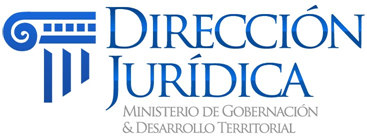 DIRECCIÓN
JURÍDICA
MINISTERIO DE GOBERNACIÓN
& DESARROLLO TERRITORIAL